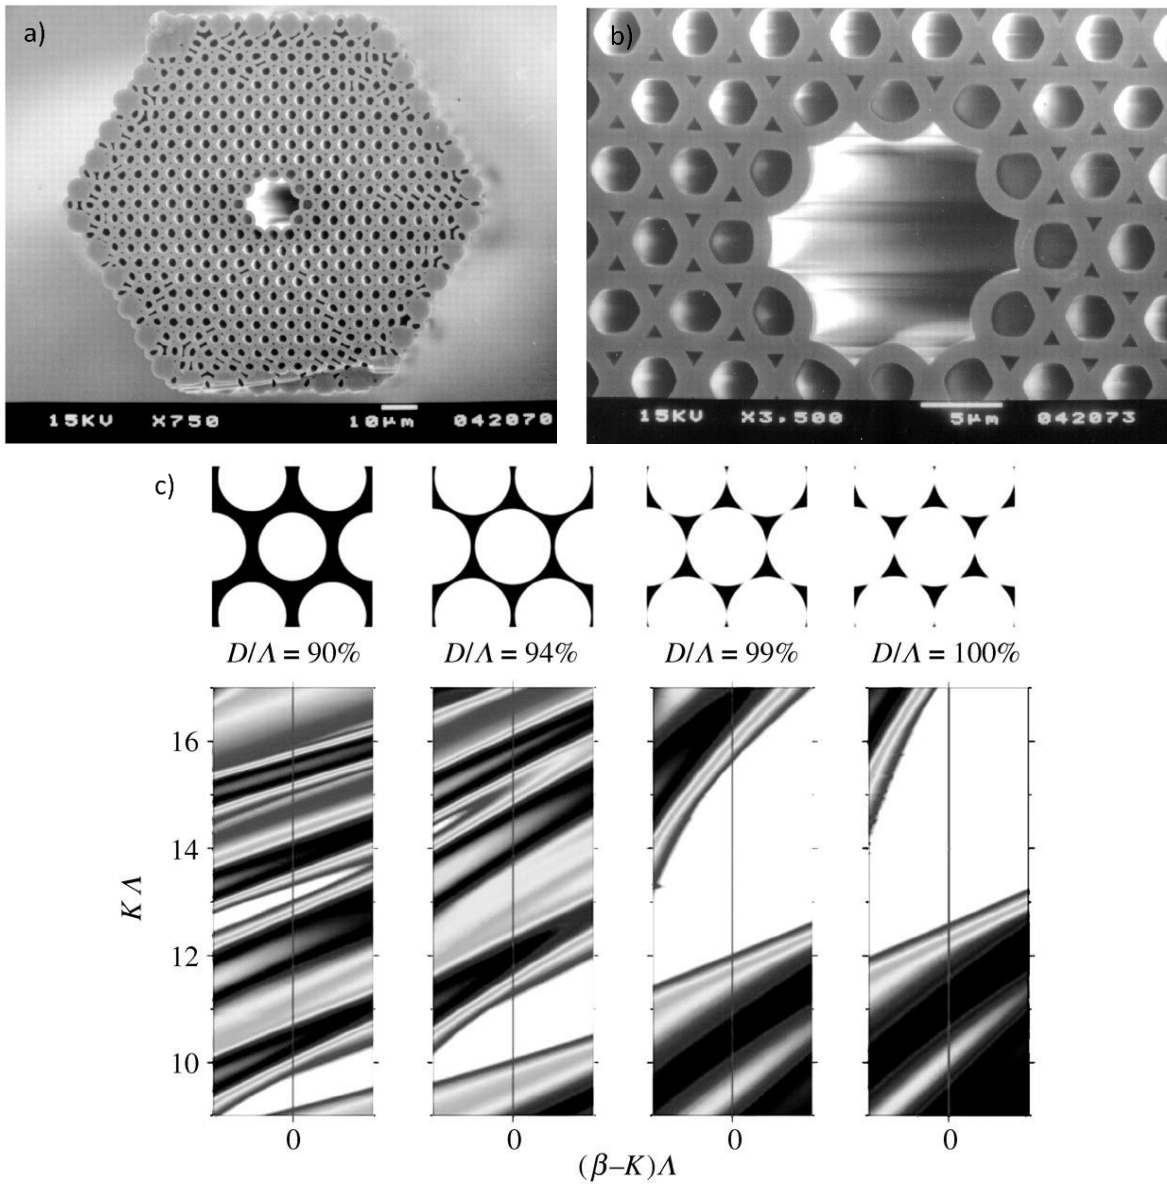 a)
15KV X750 10µm 042070
b)
15KV X3,500 5µm 042073
c)
D/Λ = 90% D/Λ = 94% D/Λ = 99% D/Λ = 100%
16
14
KΛ
12
10
0 0 0 0
(β–K)Λ